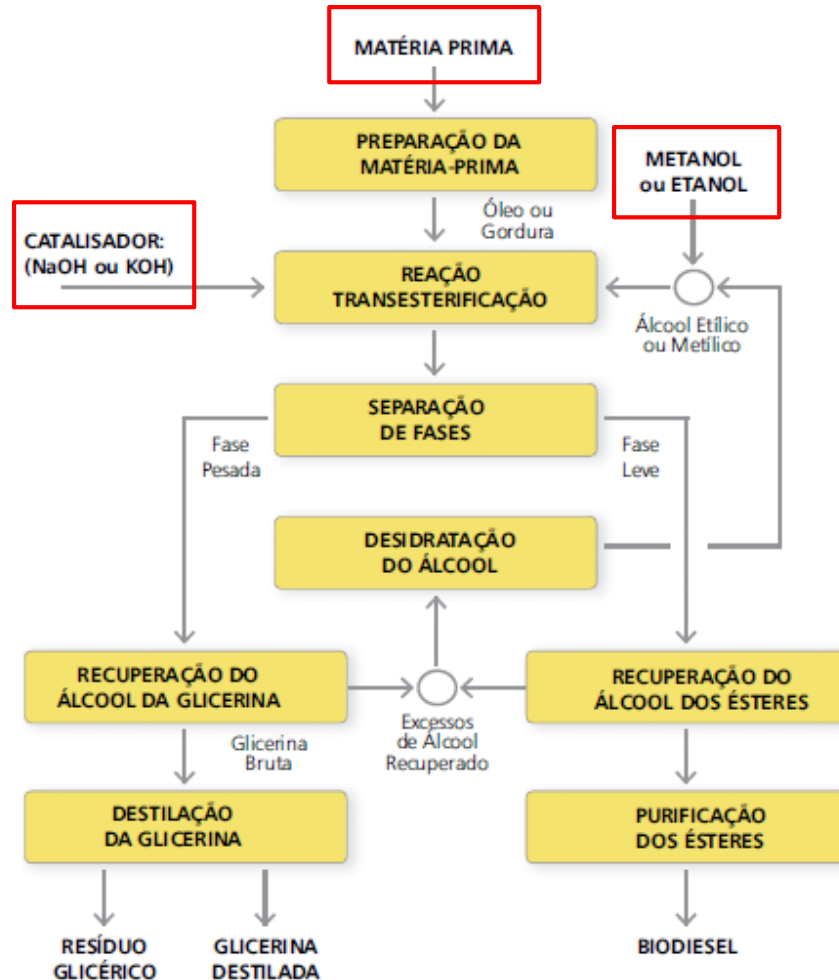 MATÉRIA PRIMA
PREPARAÇÃO DA
MATÉRIA-PRIMA
METANOL
ou ETANOL
Óleo ou
Gordura
CATALISADOR:
(NaOH ou KOH)
REAÇÃO
TRANSESTERIFICAÇÃO
Álcool Etílico
ou Metílico
SEPARAÇÃO
DE FASES
Fase
Pesada
Fase
Leve
DESIDRATAÇÃO
DO ÁLCOOL
RECUPERAÇÃO DO
ÁLCOOL DA GLICERINA
RECUPERAÇÃO DO
ÁLCOOL DOS ÉSTERES
Excessos
de Álcool
Recuperado
Glicerina
Bruta
DESTILAÇÃO
DA GLICERINA
PURIFICAÇÃO
DOS ÉSTERES
RESÍDUO
GLICÉRICO
GLICERINA
DESTILADA
BIODIESEL